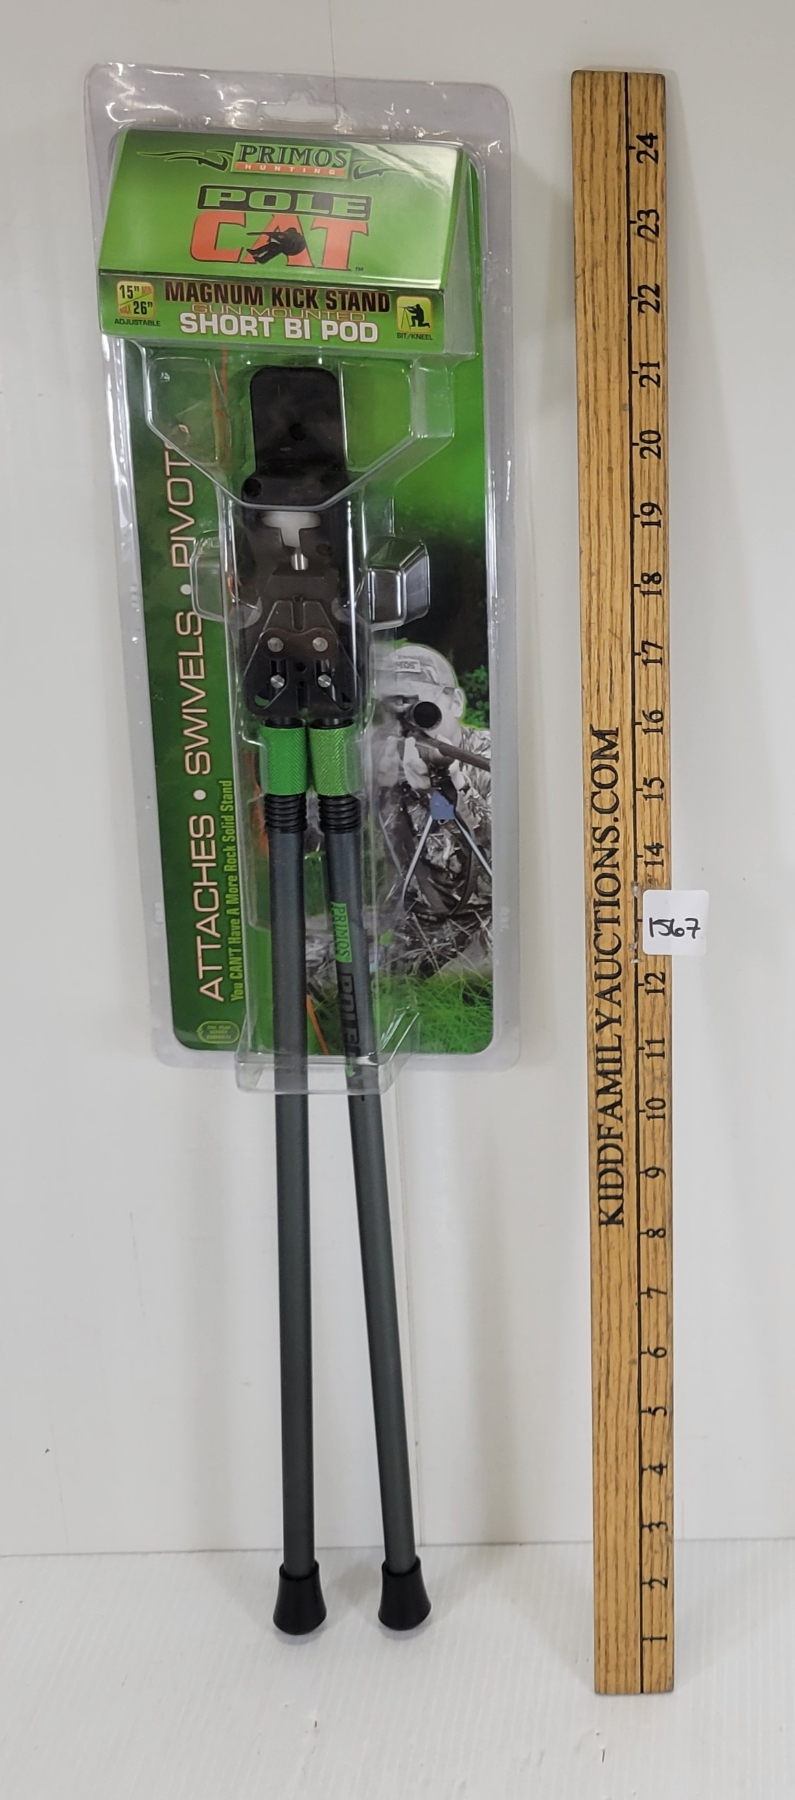 PRIMOS
HUNTING
POLE
CAT
TM
15"
26"
ADJUSTABLE
MAGNUM KICK STAND
GUN MOUNTED
SHORT BI POD
SIT/KNEEL
ATTACHES • SWIVELS • PIVOTS
You CAN'T Have A More Rock Solid Stand
PRIMOS
POLE
KIDDFAMILYAUCTIONS.COM
1567
24
23
22
21
20
19
18
17
16
15
14
12
11
10
9
8
7
6
5
4
3
2
1